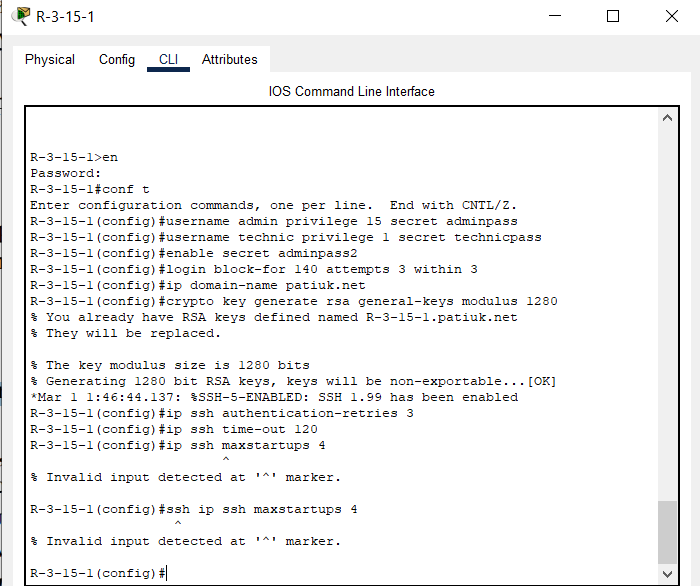 R-3-15-1
Physical Config CLI Attributes
IOS Command Line Interface
R-3-15-1>en
Password:
R-3-15-1#conf t
Enter configuration commands, one per line.  End with CNTL/Z.
R-3-15-1(config)#username admin privilege 15 secret adminpass
R-3-15-1(config)#username technic privilege 1 secret technicpass
R-3-15-1(config)#enable secret adminpass2
R-3-15-1(config)#login block-for 140 attempts 3 within 3
R-3-15-1(config)#ip domain-name patiuk.net
R-3-15-1(config)#crypto key generate rsa general-keys modulus 1280
% You already have RSA keys defined named R-3-15-1.patiuk.net
% They will be replaced.
% The key modulus size is 1280 bits
% Generating 1280 bit RSA keys, keys will be non-exportable...[OK]
*Mar 1 1:46:44.137: %SSH-5-ENABLED: SSH 1.99 has been enabled
R-3-15-1(config)#ip ssh authentication-retries 3
R-3-15-1(config)#ip ssh time-out 120
R-3-15-1(config)#ip ssh maxstartups 4
^
% Invalid input detected at '^' marker.
R-3-15-1(config)#ssh ip ssh maxstartups 4
^
% Invalid input detected at '^' marker.
R-3-15-1(config)#